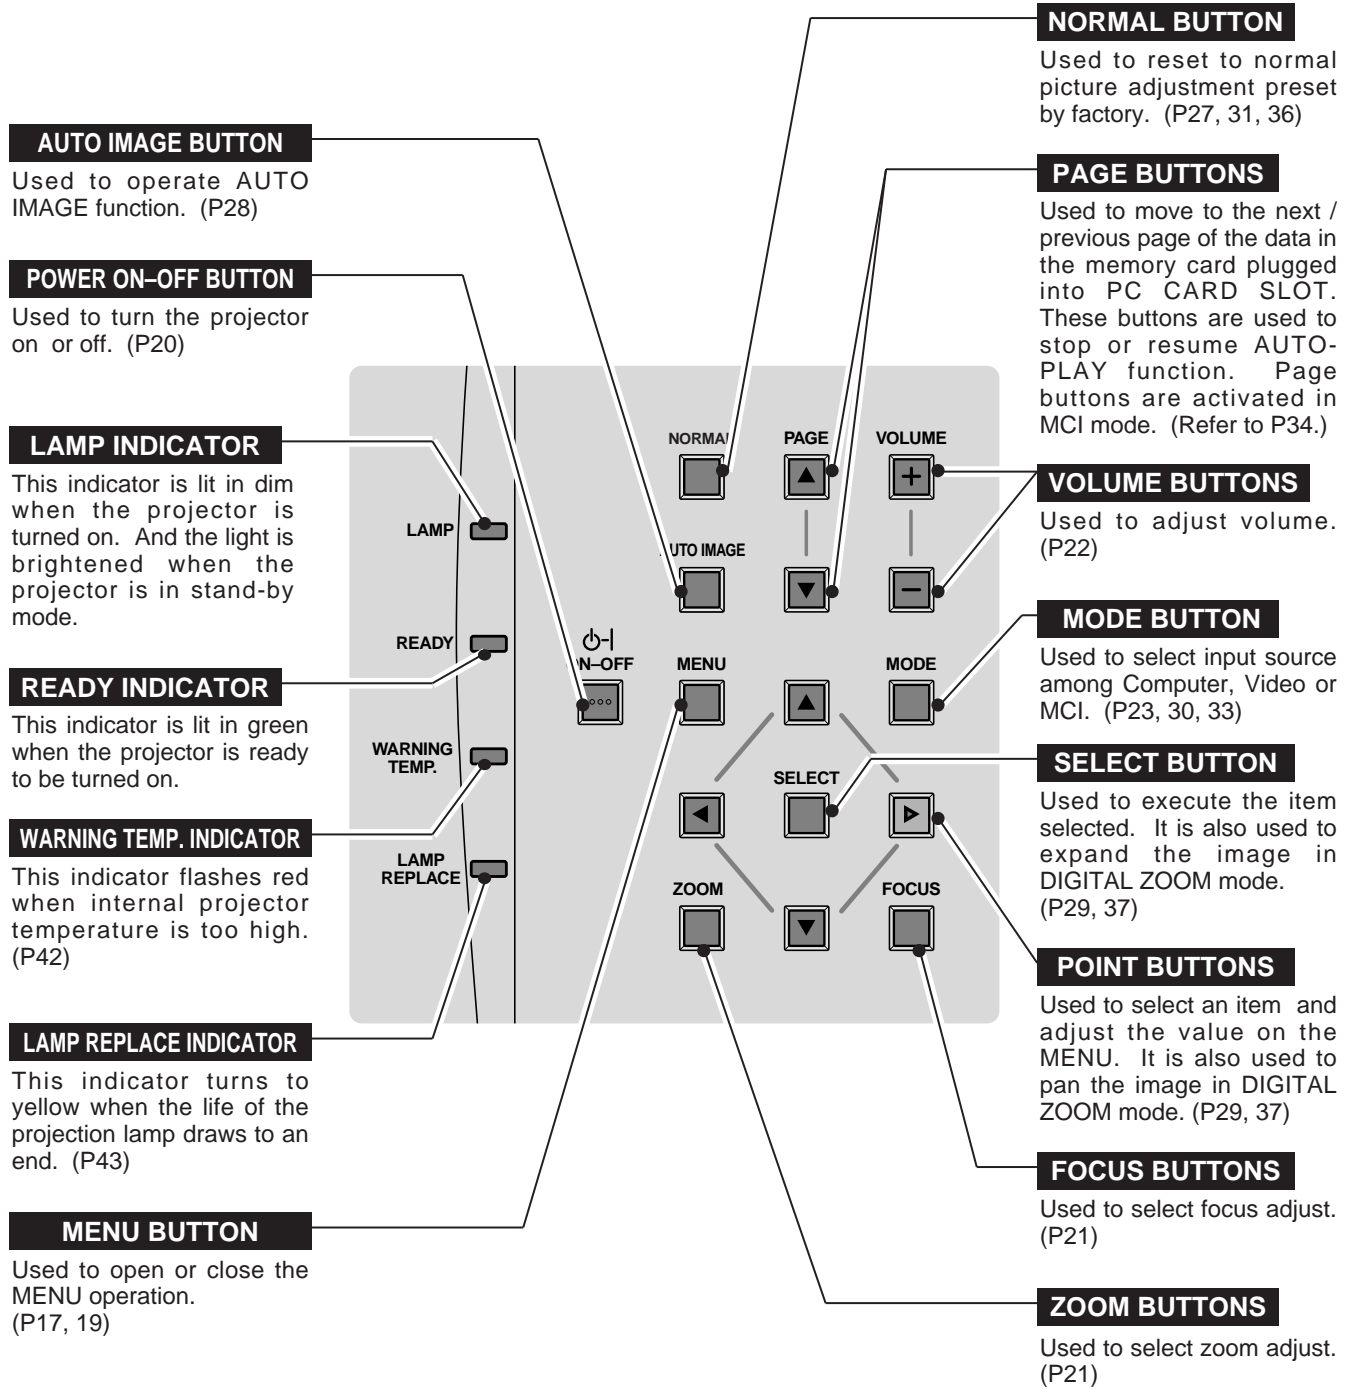 NORMAL BUTTON
Used to reset to normal
picture adjustment preset
by factory. (P27, 31, 36)
AUTO IMAGE BUTTON
Used to operate AUTO
IMAGE function. (P28)
PAGE BUTTONS
Used to move to the next /
previous page of the data in
the memory card plugged
into PC CARD SLOT.
These buttons are used to
stop or resume AUTO-
PLAY function. Page
buttons are activated in
MCI mode. (Refer to P34.)
POWER ON–OFF BUTTON
Used to turn the projector
on or off. (P20)
LAMP INDICATOR
This indicator is lit in dim
when the projector is
turned on. And the light is
brightened when the
projector is in stand-by
mode.
VOLUME BUTTONS
Used to adjust volume.
(P22)
MODE BUTTON
Used to select input source
among Computer, Video or
MCI. (P23, 30, 33)
READY INDICATOR
This indicator is lit in green
when the projector is ready
to be turned on.
SELECT BUTTON
Used to execute the item
selected. It is also used to
expand the image in
DIGITAL ZOOM mode.
(P29, 37)
WARNING TEMP. INDICATOR
This indicator flashes red
when internal projector
temperature is too high.
(P42)
POINT BUTTONS
Used to select an item and
adjust the value on the
MENU. It is also used to
pan the image in DIGITAL
ZOOM mode. (P29, 37)
LAMP REPLACE INDICATOR
This indicator turns to
yellow when the life of the
projection lamp draws to an
end. (P43)
FOCUS BUTTONS
Used to select focus adjust.
(P21)
MENU BUTTON
Used to open or close the
MENU operation.
(P17, 19)
ZOOM BUTTONS
Used to select zoom adjust.
(P21)
NORMAL
PAGE
VOLUME
LAMP
AUTO IMAGE
READY
ON–OFF
MENU
MODE
WARNING
TEMP.
SELECT
LAMP
REPLACE
ZOOM
FOCUS